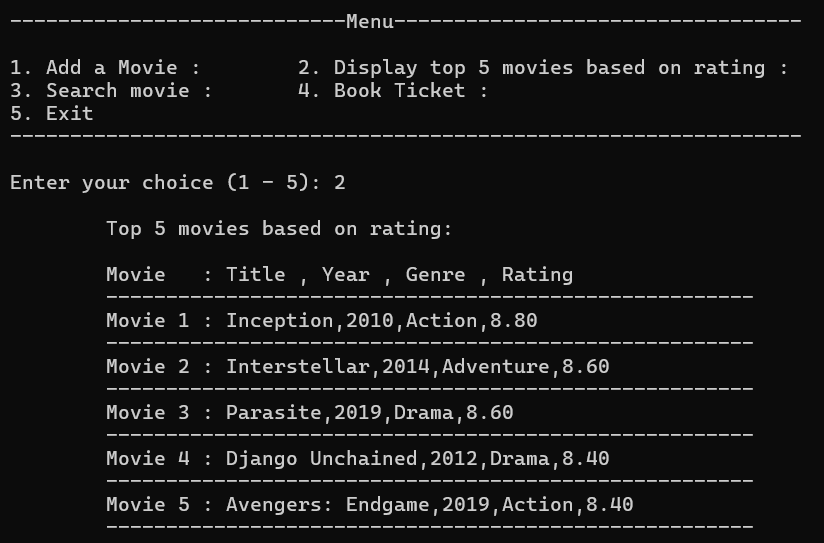 ----------------------------Menu----------------------------------
1. Add a Movie :        2. Display top 5 movies based on rating :
3. Search movie :       4. Book Ticket :
5. Exit
------------------------------------------------------------------
Enter your choice (1 - 5): 2
Top 5 movies based on rating:
Movie   : Title , Year , Genre , Rating
------------------------------------------------------
Movie 1 : Inception,2010,Action,8.80
------------------------------------------------------
Movie 2 : Interstellar,2014,Adventure,8.60
------------------------------------------------------
Movie 3 : Parasite,2019,Drama,8.60
------------------------------------------------------
Movie 4 : Django Unchained,2012,Drama,8.40
------------------------------------------------------
Movie 5 : Avengers: Endgame,2019,Action,8.40
------------------------------------------------------